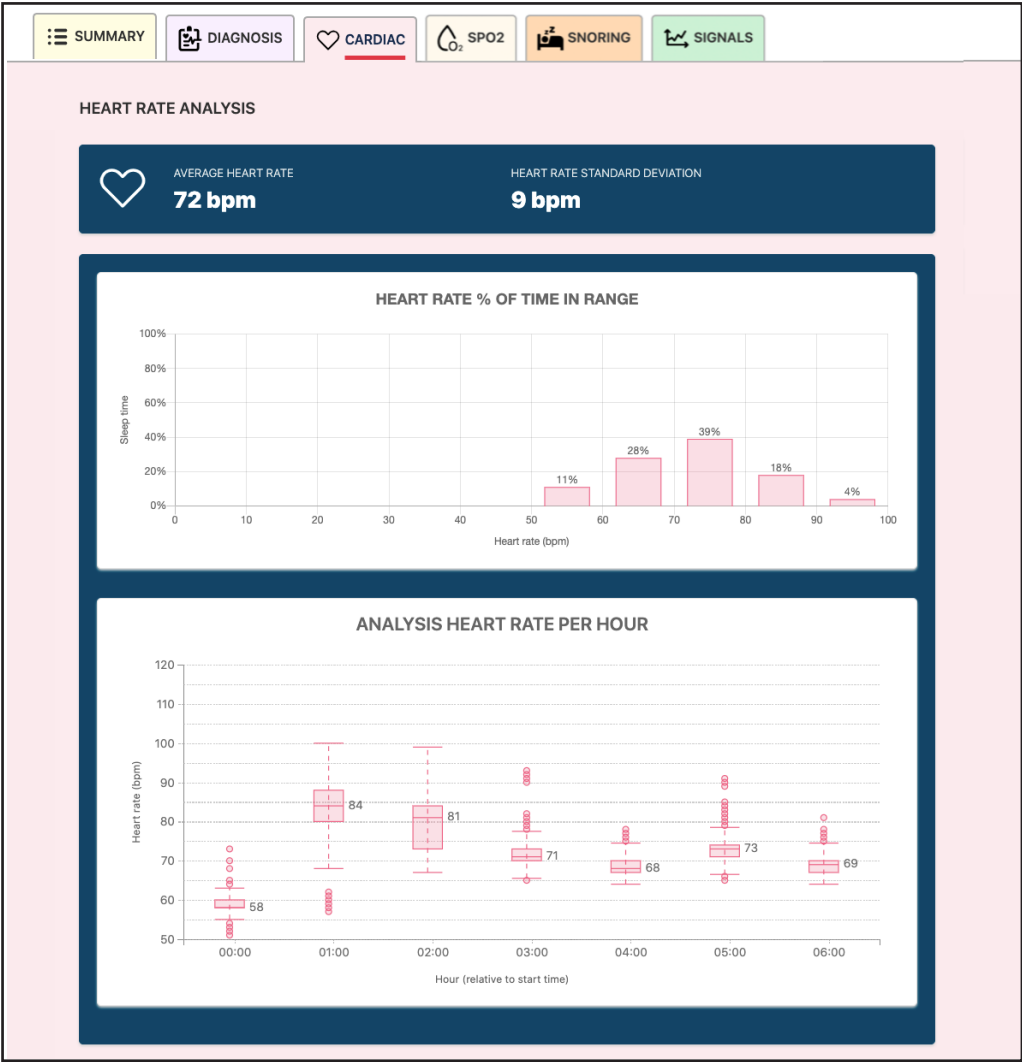 SUMMARY DIAGNOSIS CARDIAC O₂ SPO2 zZ SNORING SIGNALS
HEART RATE ANALYSIS
AVERAGE HEART RATE HEART RATE STANDARD DEVIATION
72 bpm 9 bpm
HEART RATE % OF TIME IN RANGE
100%
80%
60%
40%
20%
0%
Sleep time
11% 28% 39% 18% 4%
0 10 20 30 40 50 60 70 80 90 100
Heart rate (bpm)
ANALYSIS HEART RATE PER HOUR
120
110
100
90
80
70
60
50
Heart rate (bpm)
58 84 81 71 68 73 69
00:00 01:00 02:00 03:00 04:00 05:00 06:00
Hour (relative to start time)